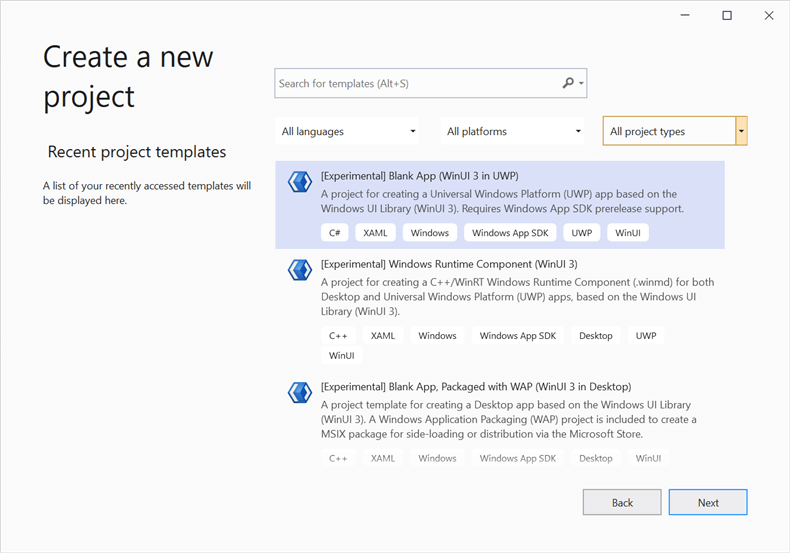 Create a new
project
Search for templates (Alt+S)
All languages
All platforms
All project types
Recent project templates
A list of your recently accessed templates will
be displayed here.
[Experimental] Blank App (WinUI 3 in UWP)
A project for creating a Universal Windows Platform (UWP) app based on the
Windows UI Library (WinUI 3). Requires Windows App SDK prerelease support.
C# XAML Windows Windows App SDK UWP WinUI
[Experimental] Windows Runtime Component (WinUI 3)
A project for creating a C++/WinRT Windows Runtime Component (.winmd) for both
Desktop and Universal Windows Platform (UWP) apps, based on the Windows UI
Library (WinUI 3).
C++ XAML Windows Windows App SDK Desktop UWP
WinUI
[Experimental] Blank App, Packaged with WAP (WinUI 3 in Desktop)
A project template for creating a Desktop app based on the Windows UI Library
(WinUI 3). A Windows Application Packaging (WAP) project is included to create a
MSIX package for side-loading or distribution via the Microsoft Store.
C++ XAML Windows Windows App SDK Desktop WinUI
Back
Next